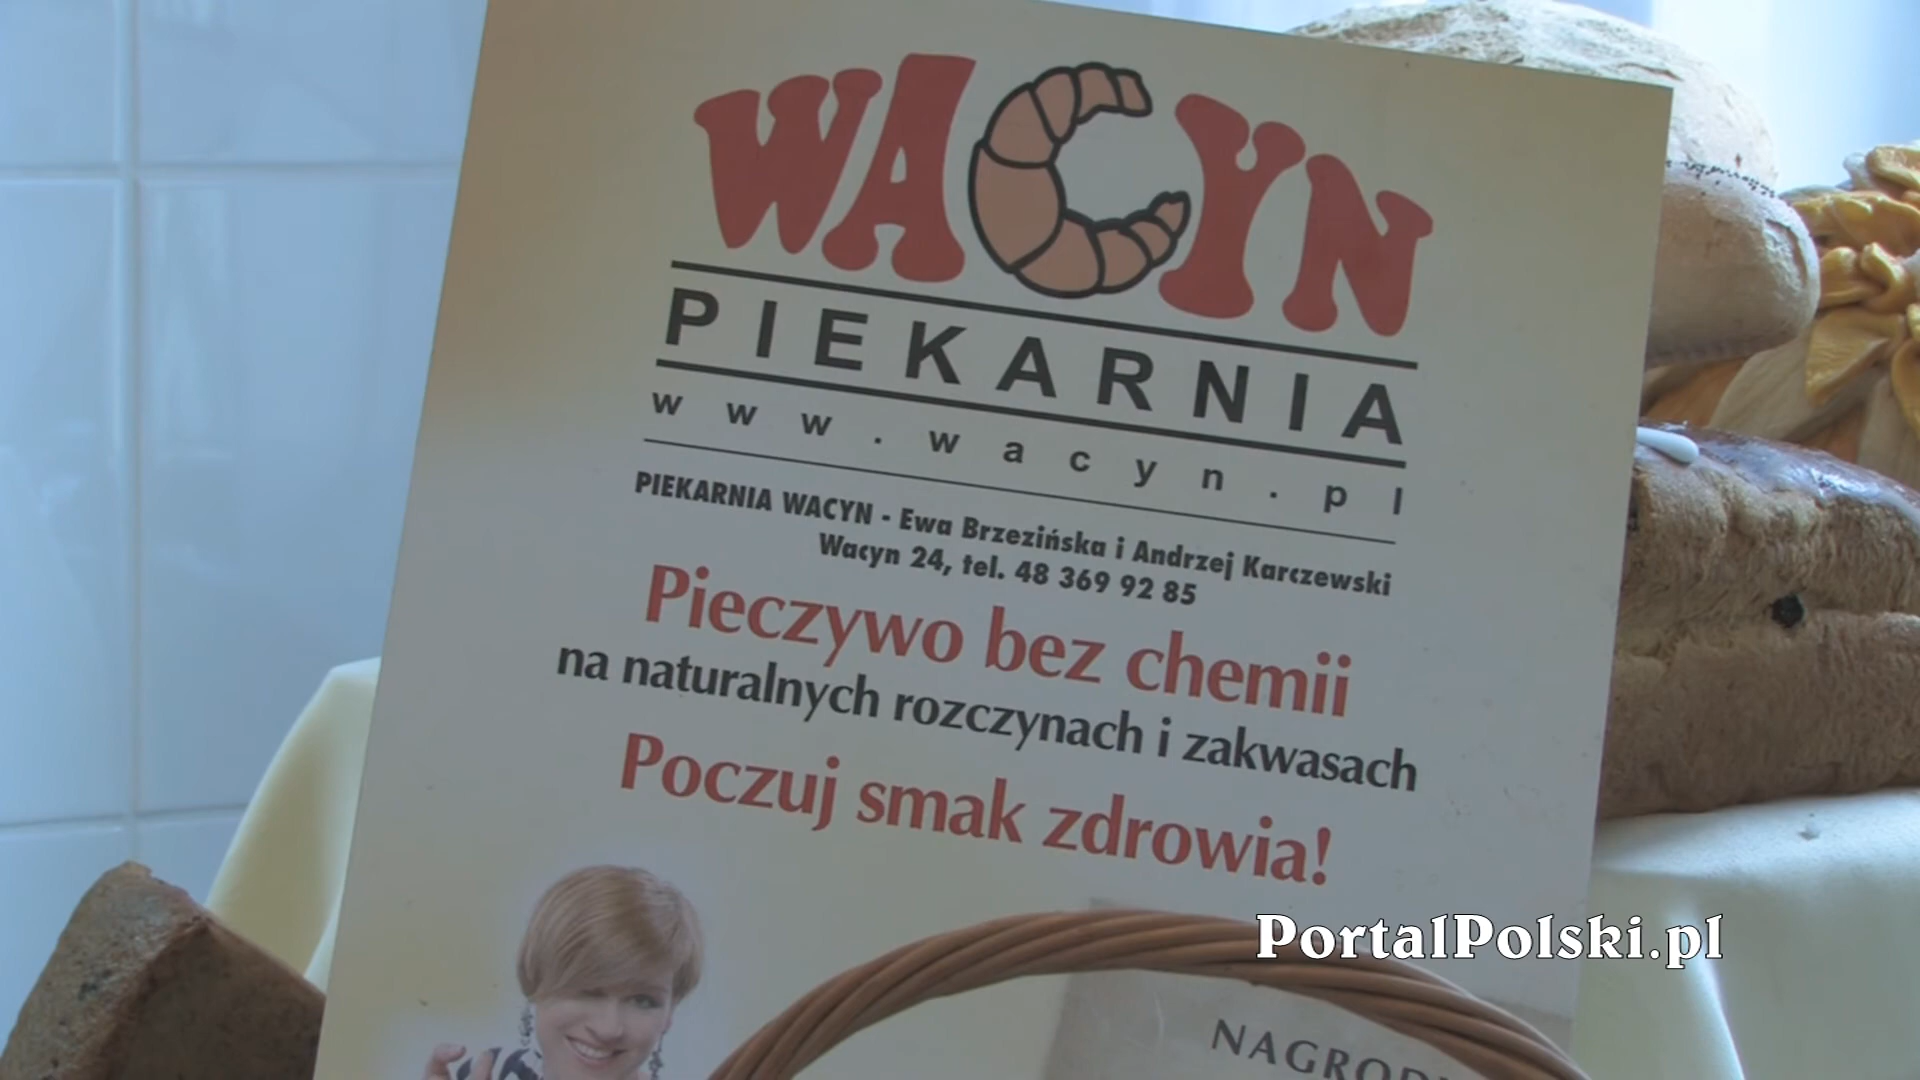 WACYN
PIEKARNIA
www.wacyn.pl
PIEKARNIA WACYN - Ewa Brzezińska i Andrzej Karczewski
Wacyn 24, tel. 48 369 92 85
Pieczywo bez chemii
na naturalnych rozczynach i zakwasach
Poczuj smak zdrowia!
PortalPolski.pl